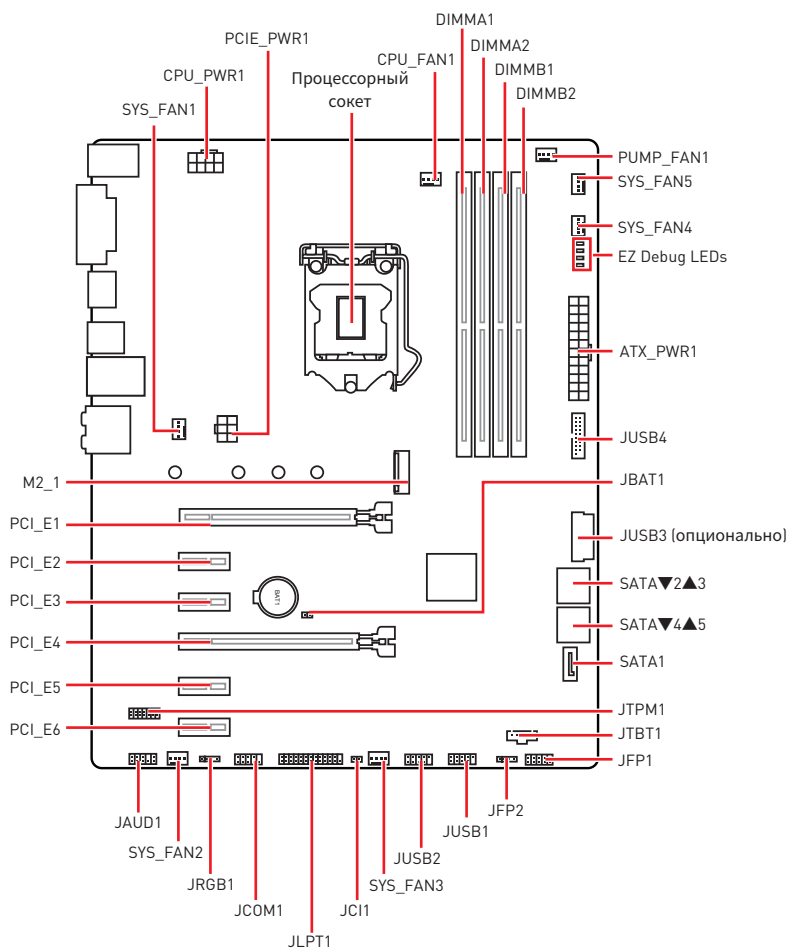 DIMMA1
DIMMA2
DIMMB1
DIMMB2
PCIE_PWR1
CPU_FAN1
CPU_PWR1
Процессорный
сокет
SYS_FAN1
PUMP_FAN1
SYS_FAN5
SYS_FAN4
EZ Debug LEDs
ATX_PWR1
JUSB4
JBAT1
JUSB3 (опционально)
SATA▼2▲3
SATA▼4▲5
SATA1
JTPM1
JTBT1
JFP1
M2_1
PCI_E1
PCI_E2
PCI_E3
BAT1
PCI_E4
PCI_E5
PCI_E6
JAUD1
SYS_FAN2
JRGB1
JCOM1
JLPT1
JCI1
SYS_FAN3
JUSB2
JUSB1
JFP2